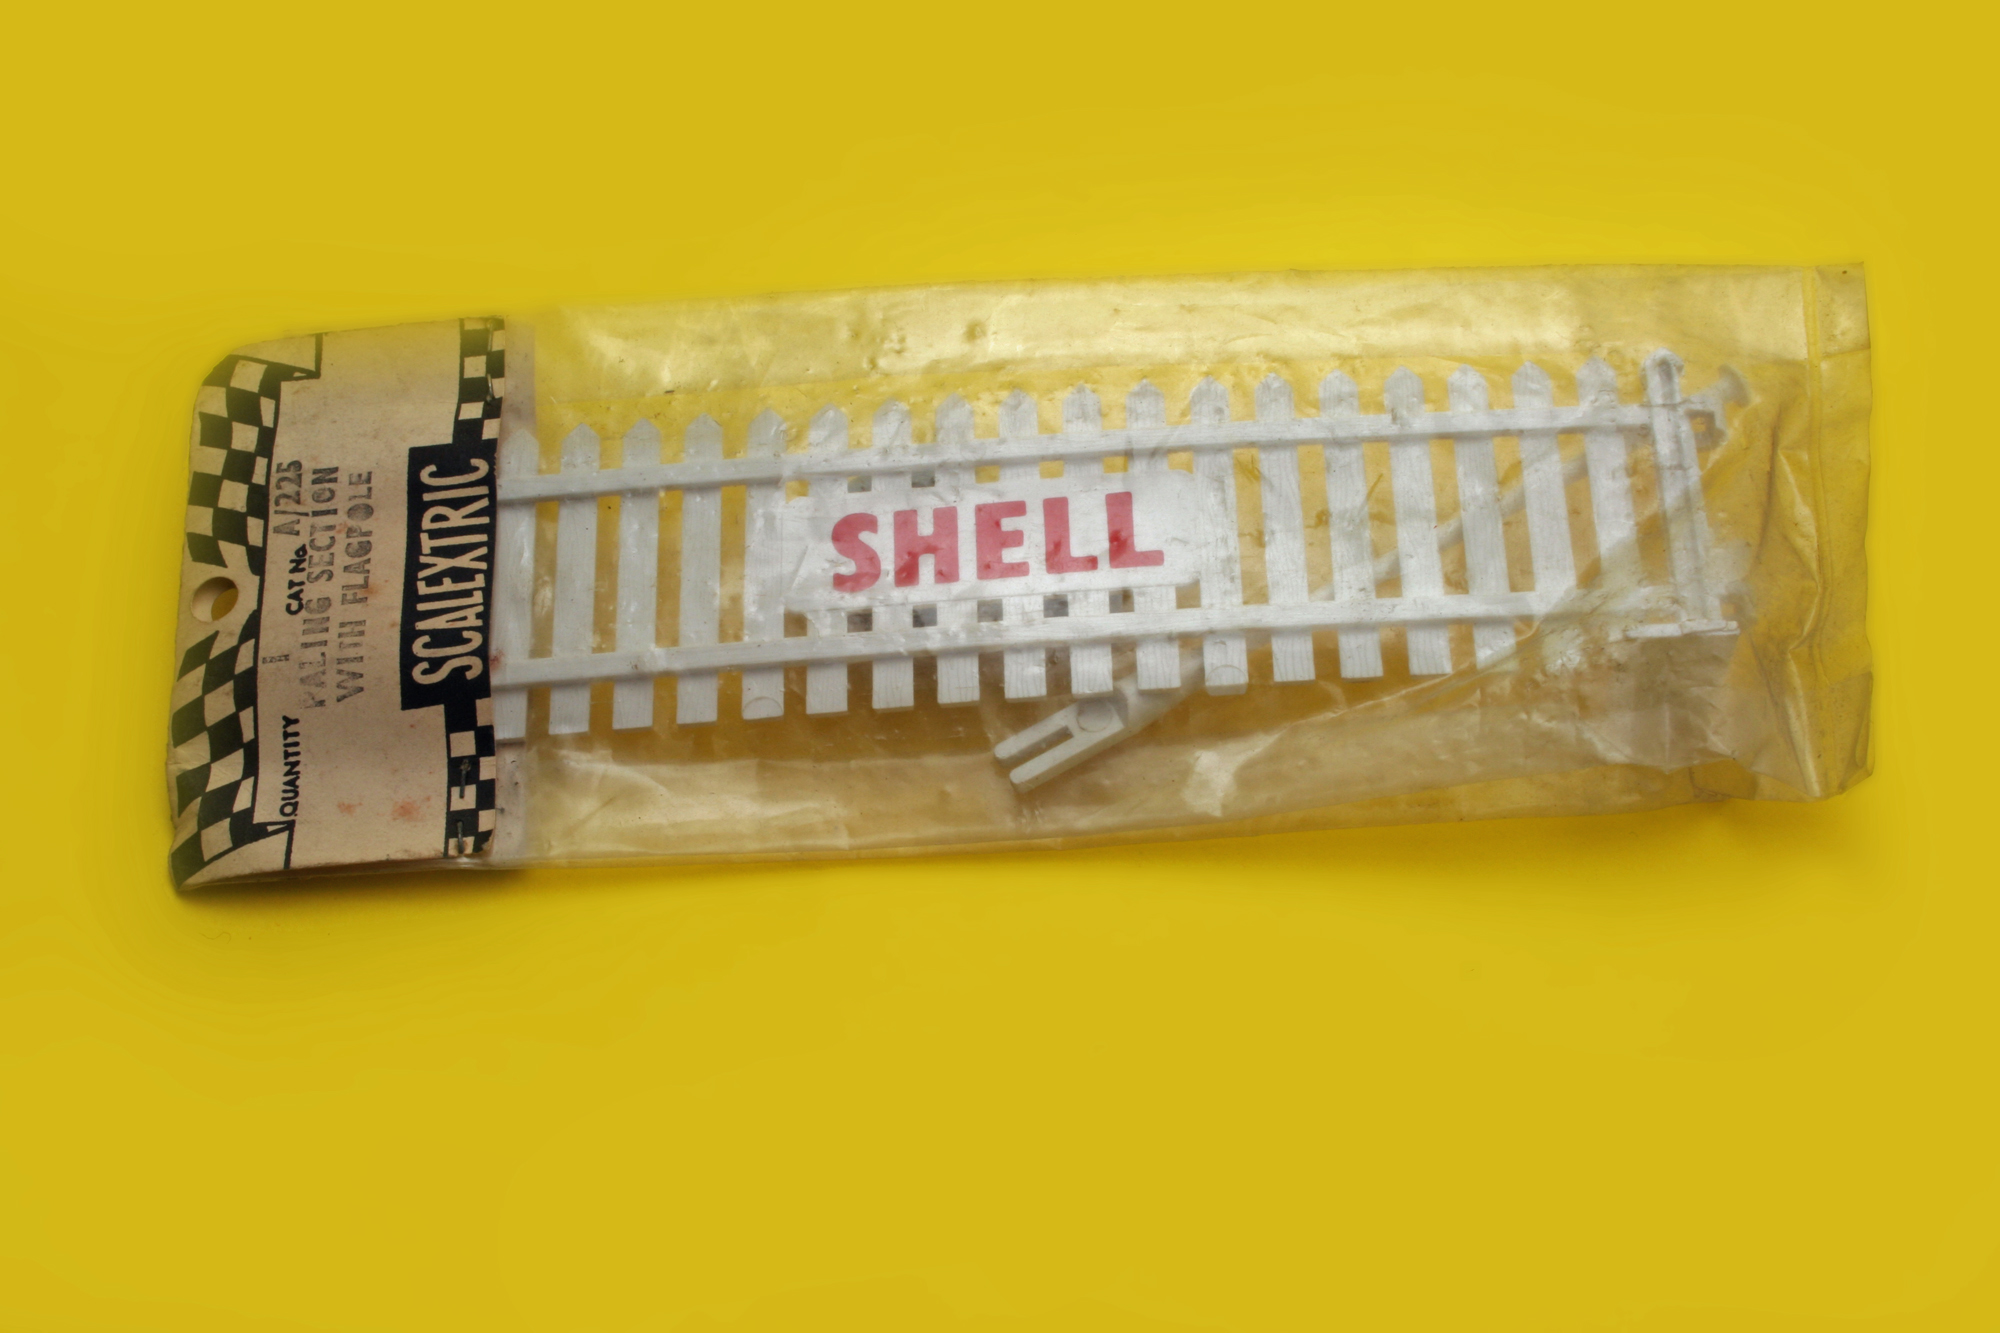 QUANTITY 1 CAT No. A/225
PALING SECTION
WITH FLAGPOLE
SCALEXTRIC
SHELL